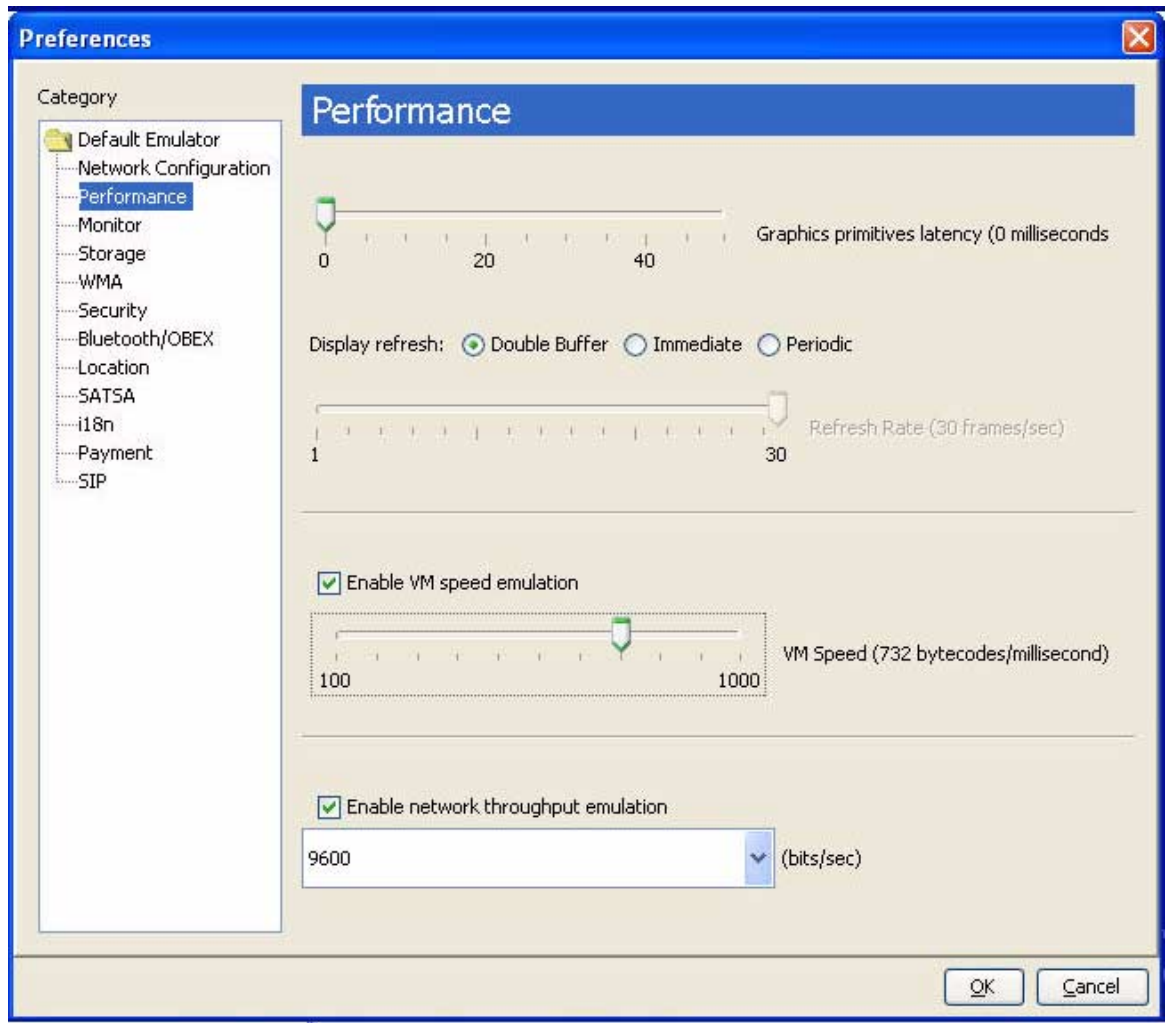 Preferences
Category
Default Emulator
Network Configuration
Performance
Monitor
Storage
WMA
Security
Bluetooth/OBEX
Location
SATSA
i18n
Payment
SIP
Performance
0 20 40
Graphics primitives latency (0 milliseconds
Display refresh: Double Buffer Immediate Periodic
1 30
Refresh Rate (30 frames/sec)
Enable VM speed emulation
100 1000
VM Speed (732 bytecodes/millisecond)
Enable network throughput emulation
9600 (bits/sec)
OK Cancel